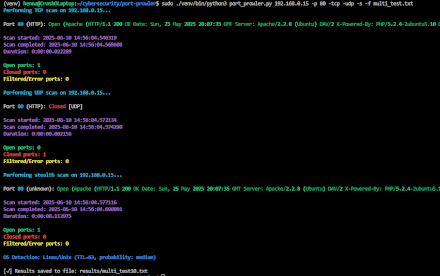 (venv) hensu@CrashOLaptop:~/cybersecurity/port-prowler$ sudo ./venv/bin/python3 port_prowler.py 192.168.0.15 -p 80 -tcp -udp -s -f multi_test.txt
Performing TCP scan on 192.168.0.15...
Port 80 (HTTP): Open (Apache (HTTP/1.1 200 OK Date: Sun, 25 May 2025 20:07:35 GMT Server: Apache/2.2.8 (Ubuntu) DAV/2 X-Powered-By: PHP/5.2.4-2ubuntu5.10
Scan started: 2025-06-10 14:56:04.546319
Scan completed: 2025-06-10 14:56:04.568608
Duration: 0:00:00.022289
Open ports: 1
Closed ports: 0
Filtered/Error ports: 0
Performing UDP scan on 192.168.0.15...
Port 80 (HTTP): Closed [UDP]
Scan started: 2025-06-10 14:56:04.572134
Scan completed: 2025-06-10 14:56:04.574290
Duration: 0:00:00.002156
Open ports: 0
Closed ports: 1
Filtered/Error ports: 0
Performing stealth scan on 192.168.0.15...
Port 80 (unknown): Open (Apache (HTTP/1.1 200 OK Date: Sun, 25 May 2025 20:07:35 GMT Server: Apache/2.2.8 (Ubuntu) DAV/2 X-Powered-By: PHP/5.2.4-2ubuntu5.
Scan started: 2025-06-10 14:56:04.577116
Scan completed: 2025-06-10 14:56:04.690091
Duration: 0:00:00.112875
Open ports: 1
Closed ports: 0
Filtered/Error ports: 0
OS Detection: Linux/Unix (TTL=63, probability: medium)
[✓] Results saved to file: results/multi_test10.txt